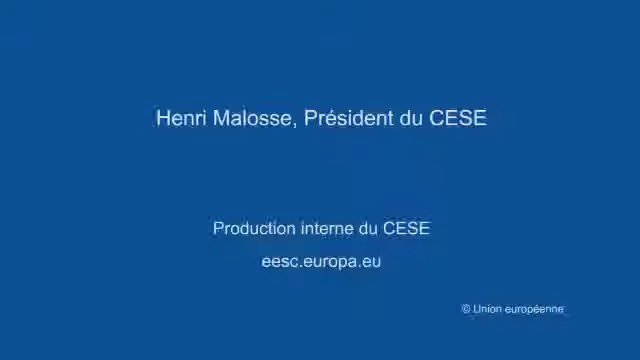 Henri Malosse, Président du CESE
Production interne du CESE
eesc.europa.eu
© Union européenne